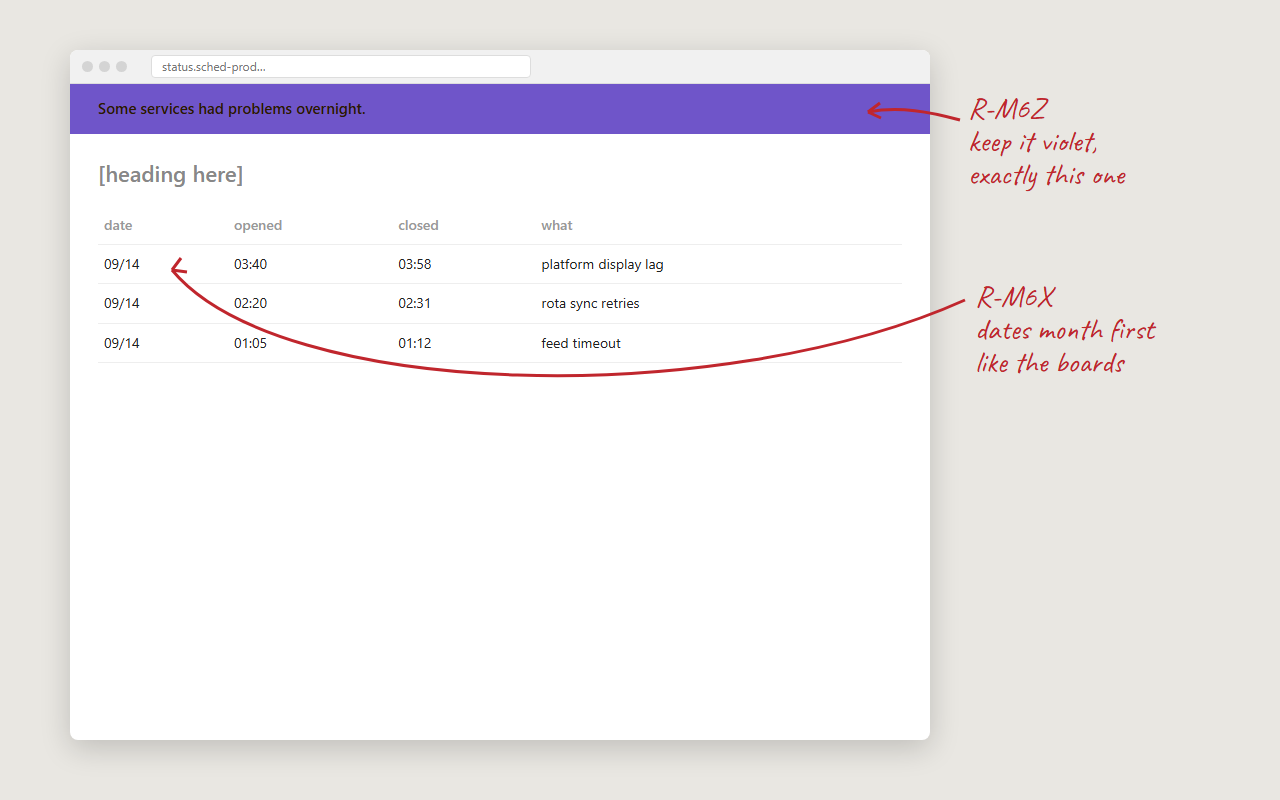 status.sched-prod...
Some services had problems overnight.
R-M6Z
keep it violet,
exactly this one
[heading here]
date opened closed what
09/14 03:40 03:58 platform display lag
09/14 02:20 02:31 rota sync retries
09/14 01:05 01:12 feed timeout
R-M6X
dates month first
like the boards